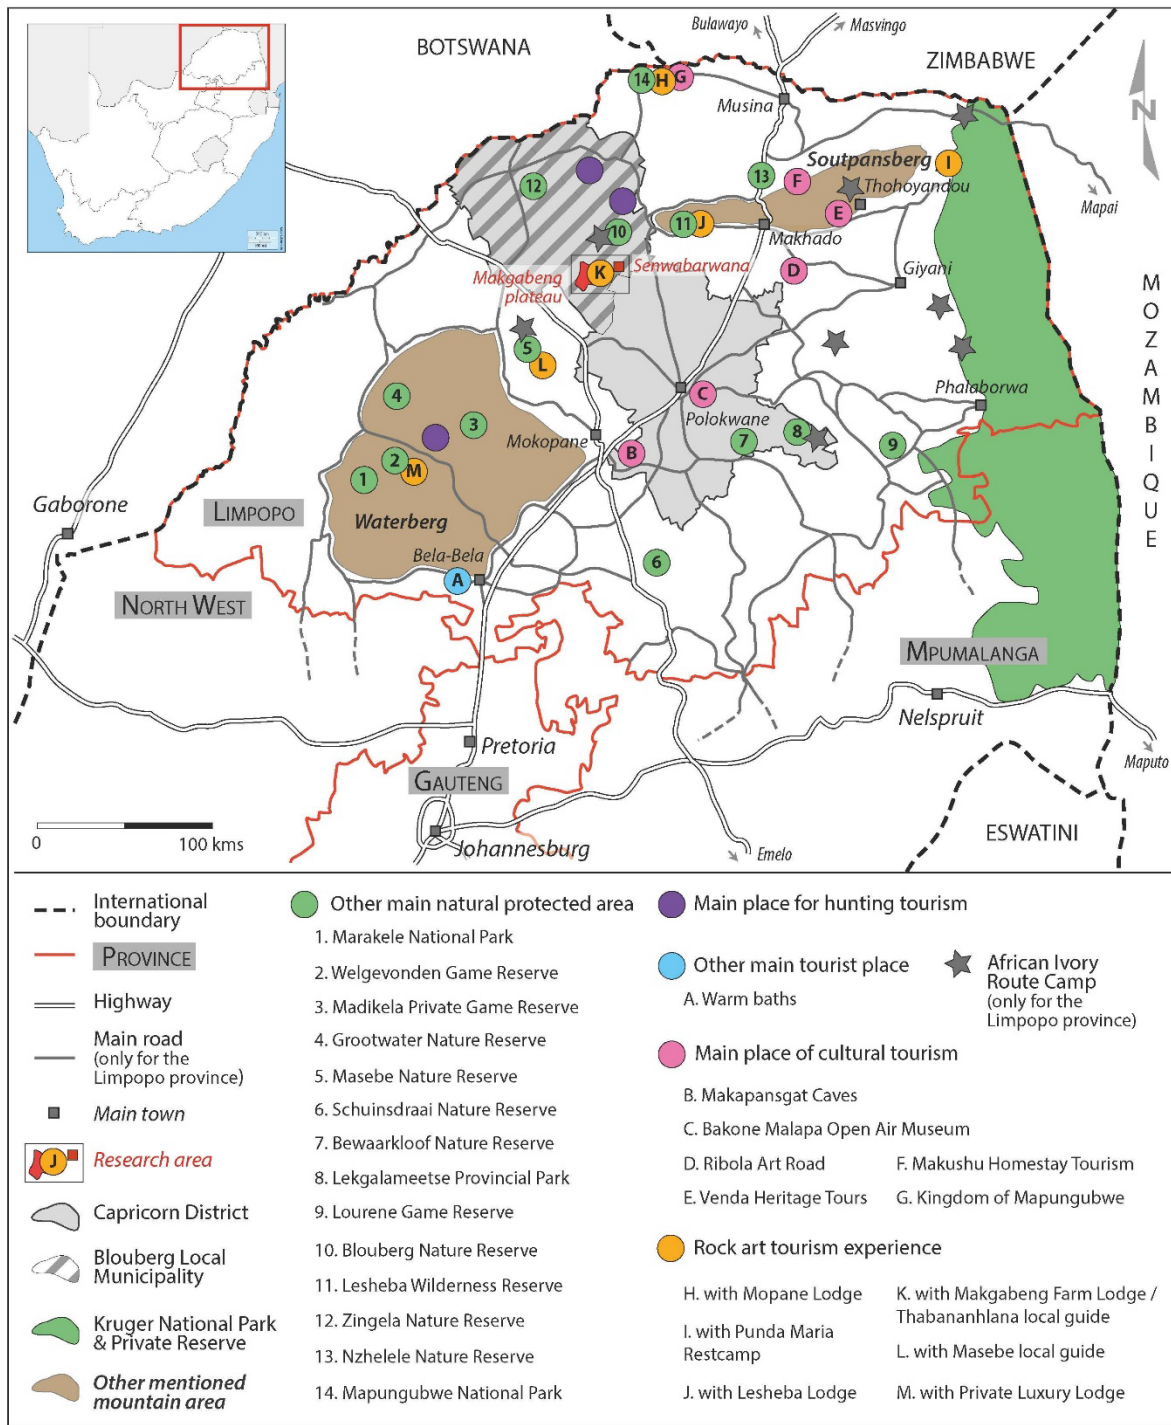 Bulawayo
Masvingo
BOTSWANA
ZIMBABWE
14
H
G
Musina
N
Soutpansberg
I
13
F
Thohoyandou
12
Mapai
E
10
11
J
Makhado
Senwabarwana
K
Makgabeng
plateau
D
Giyani
MOZAMBIQUE
5
L
4
Phalaborwa
C
Polokwane
3
Mokopane
8
7
9
B
2
M
1
Gaborone
LIMPOPO
Waterberg
Bela-Bela
6
A
NORTH WEST
MPUMALANGA
Nelspruit
Pretoria
Maputo
GAUTENG
0
100 kms
Johannesburg
Emelo
ESWATINI
International
boundary
PROVINCE
Highway
Main road
(only for the
Limpopo province)
Main town
J
Research area
Capricorn District
Blouberg Local
Municipality
Kruger National Park
& Private Reserve
Other mentioned
mountain area
Other main natural protected area
1. Marakele National Park
2. Welgevonden Game Reserve
3. Madikela Private Game Reserve
4. Grootwater Nature Reserve
5. Masebe Nature Reserve
6. Schuinsdraai Nature Reserve
7. Bewaarkloof Nature Reserve
8. Lekgalameetse Provincial Park
9. Lourene Game Reserve
10. Blouberg Nature Reserve
11. Lesheba Wilderness Reserve
12. Zingela Nature Reserve
13. Nzhelele Nature Reserve
14. Mapungubwe National Park
Main place for hunting tourism
Other main tourist place
A. Warm baths
African Ivory
Route Camp
(only for the
Limpopo province)
Main place of cultural tourism
B. Makapansgat Caves
C. Bakone Malapa Open Air Museum
D. Ribola Art Road
F. Makushu Homestay Tourism
E. Venda Heritage Tours
G. Kingdom of Mapungubwe
Rock art tourism experience
H. with Mopane Lodge
K. with Makgabeng Farm Lodge /
Thabananhlana local guide
I. with Punda Maria
Restcamp
L. with Masebe local guide
J. with Lesheba Lodge
M. with Private Luxury Lodge